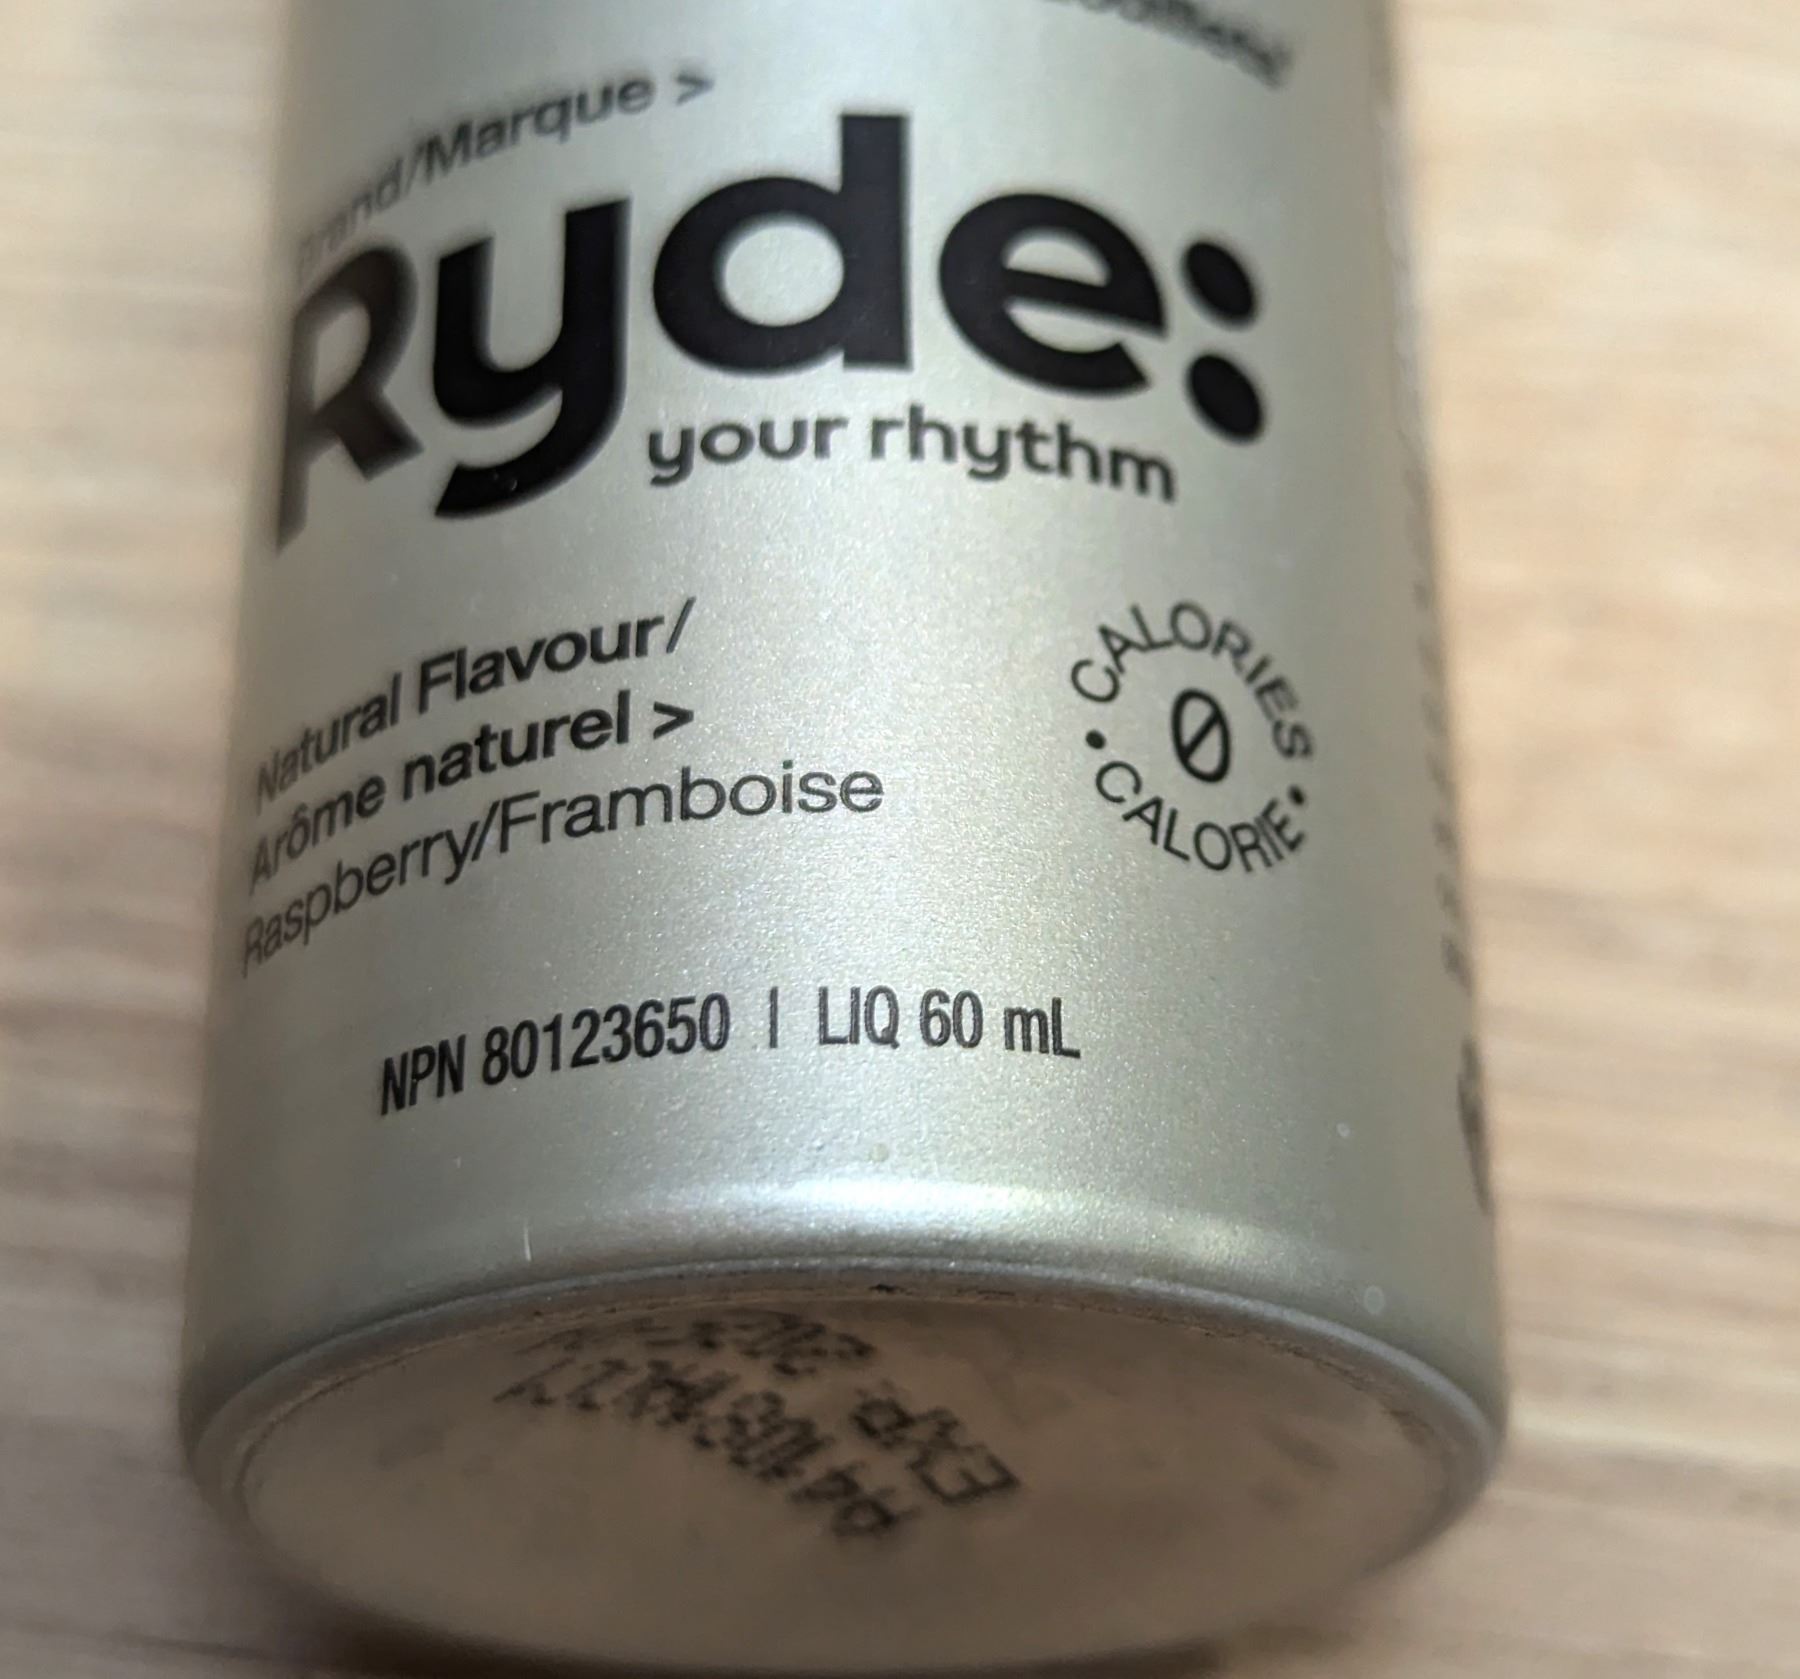 Brand/Marque >
Ryde:
your rhythm
Natural Flavour/
Arôme naturel >
Raspberry/Framboise
CALORIES
0
CALORIE
NPN 80123650 | LIQ 60 mL
Exp.